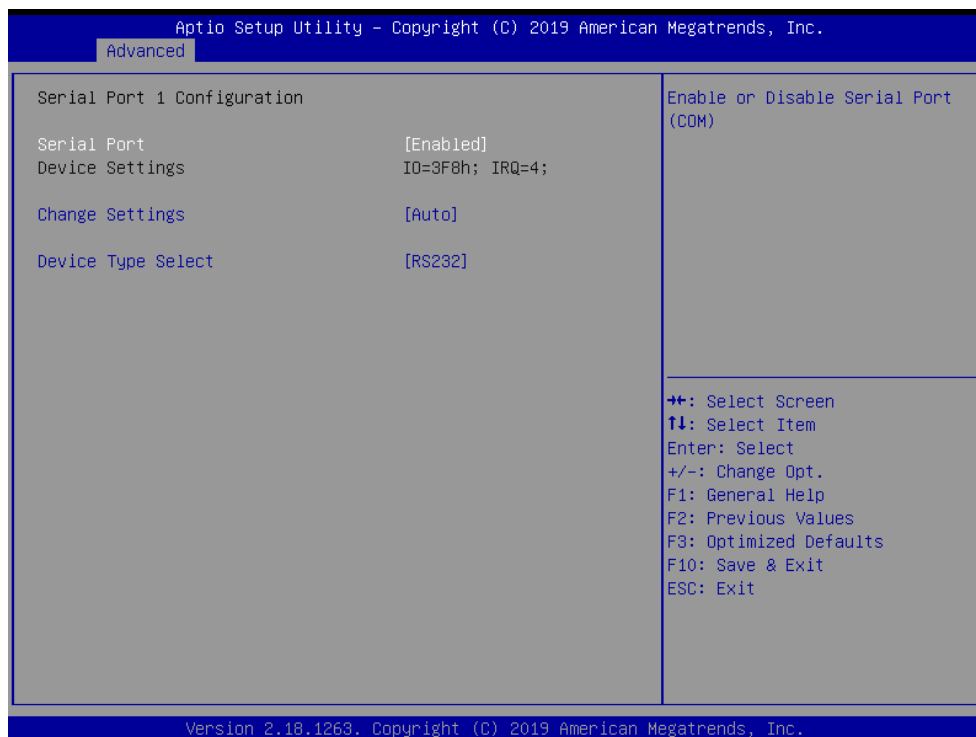 Aptio Setup Utility – Copyright (C) 2019 American Megatrends, Inc.
Advanced
Serial Port 1 Configuration
Serial Port [Enabled]
Device Settings IO=3F8h; IRQ=4;
Change Settings [Auto]
Device Type Select [RS232]
Enable or Disable Serial Port
(COM)
→←: Select Screen
↑↓: Select Item
Enter: Select
+/-: Change Opt.
F1: General Help
F2: Previous Values
F3: Optimized Defaults
F10: Save & Exit
ESC: Exit
Version 2.18.1263. Copyright (C) 2019 American Megatrends, Inc.